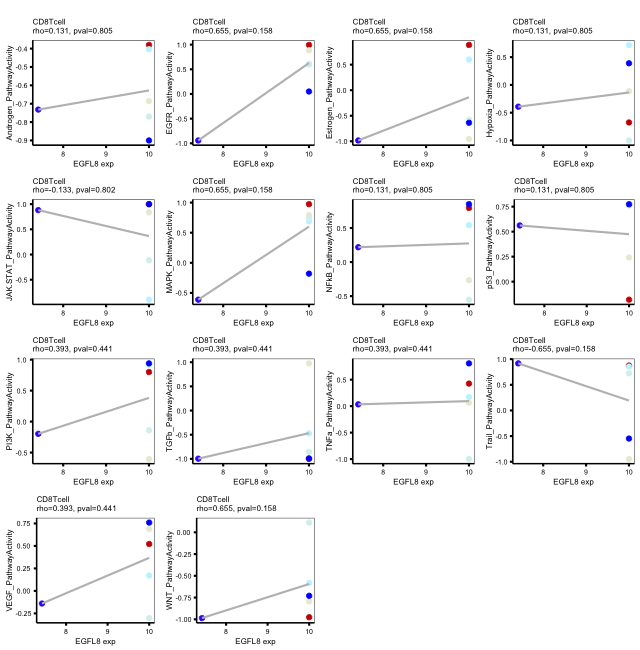 CD8Tcell
rho=0.131, pval=0.805
Androgen_PathwayActivity
-0.4
-0.5
-0.6
-0.7
-0.8
-0.9
8
9
10
EGFL8 exp
CD8Tcell
rho=0.655, pval=0.158
EGFR_PathwayActivity
1.0
0.5
0.0
-0.5
-1.0
8
9
10
EGFL8 exp
CD8Tcell
rho=0.655, pval=0.158
Estrogen_PathwayActivity
0.5
0.0
-0.5
-1.0
8
9
10
EGFL8 exp
CD8Tcell
rho=0.131, pval=0.805
Hypoxia_PathwayActivity
0.5
0.0
-0.5
-1.0
8
9
10
EGFL8 exp
CD8Tcell
rho=-0.133, pval=0.802
JAK.STAT_PathwayActivity
1.0
0.5
0.0
-0.5
8
9
10
EGFL8 exp
CD8Tcell
rho=0.655, pval=0.158
MAPK_PathwayActivity
1.0
0.5
0.0
-0.5
8
9
10
EGFL8 exp
CD8Tcell
rho=0.131, pval=0.805
NFkB_PathwayActivity
0.5
0.0
-0.5
8
9
10
EGFL8 exp
CD8Tcell
rho=0.131, pval=0.805
p53_PathwayActivity
0.75
0.50
0.25
0.00
8
9
10
EGFL8 exp
CD8Tcell
rho=0.393, pval=0.441
PI3K_PathwayActivity
1.0
0.5
0.0
-0.5
8
9
10
EGFL8 exp
CD8Tcell
rho=0.393, pval=0.441
TGFb_PathwayActivity
1.0
0.5
0.0
-0.5
-1.0
8
9
10
EGFL8 exp
CD8Tcell
rho=0.393, pval=0.441
TNFa_PathwayActivity
0.5
0.0
-0.5
-1.0
8
9
10
EGFL8 exp
CD8Tcell
rho=-0.655, pval=0.158
Trail_PathwayActivity
1.0
0.5
0.0
-0.5
-1.0
8
9
10
EGFL8 exp
CD8Tcell
rho=0.393, pval=0.441
VEGF_PathwayActivity
0.75
0.50
0.25
0.00
-0.25
8
9
10
EGFL8 exp
CD8Tcell
rho=0.655, pval=0.158
WNT_PathwayActivity
0.00
-0.25
-0.50
-0.75
-1.00
8
9
10
EGFL8 exp